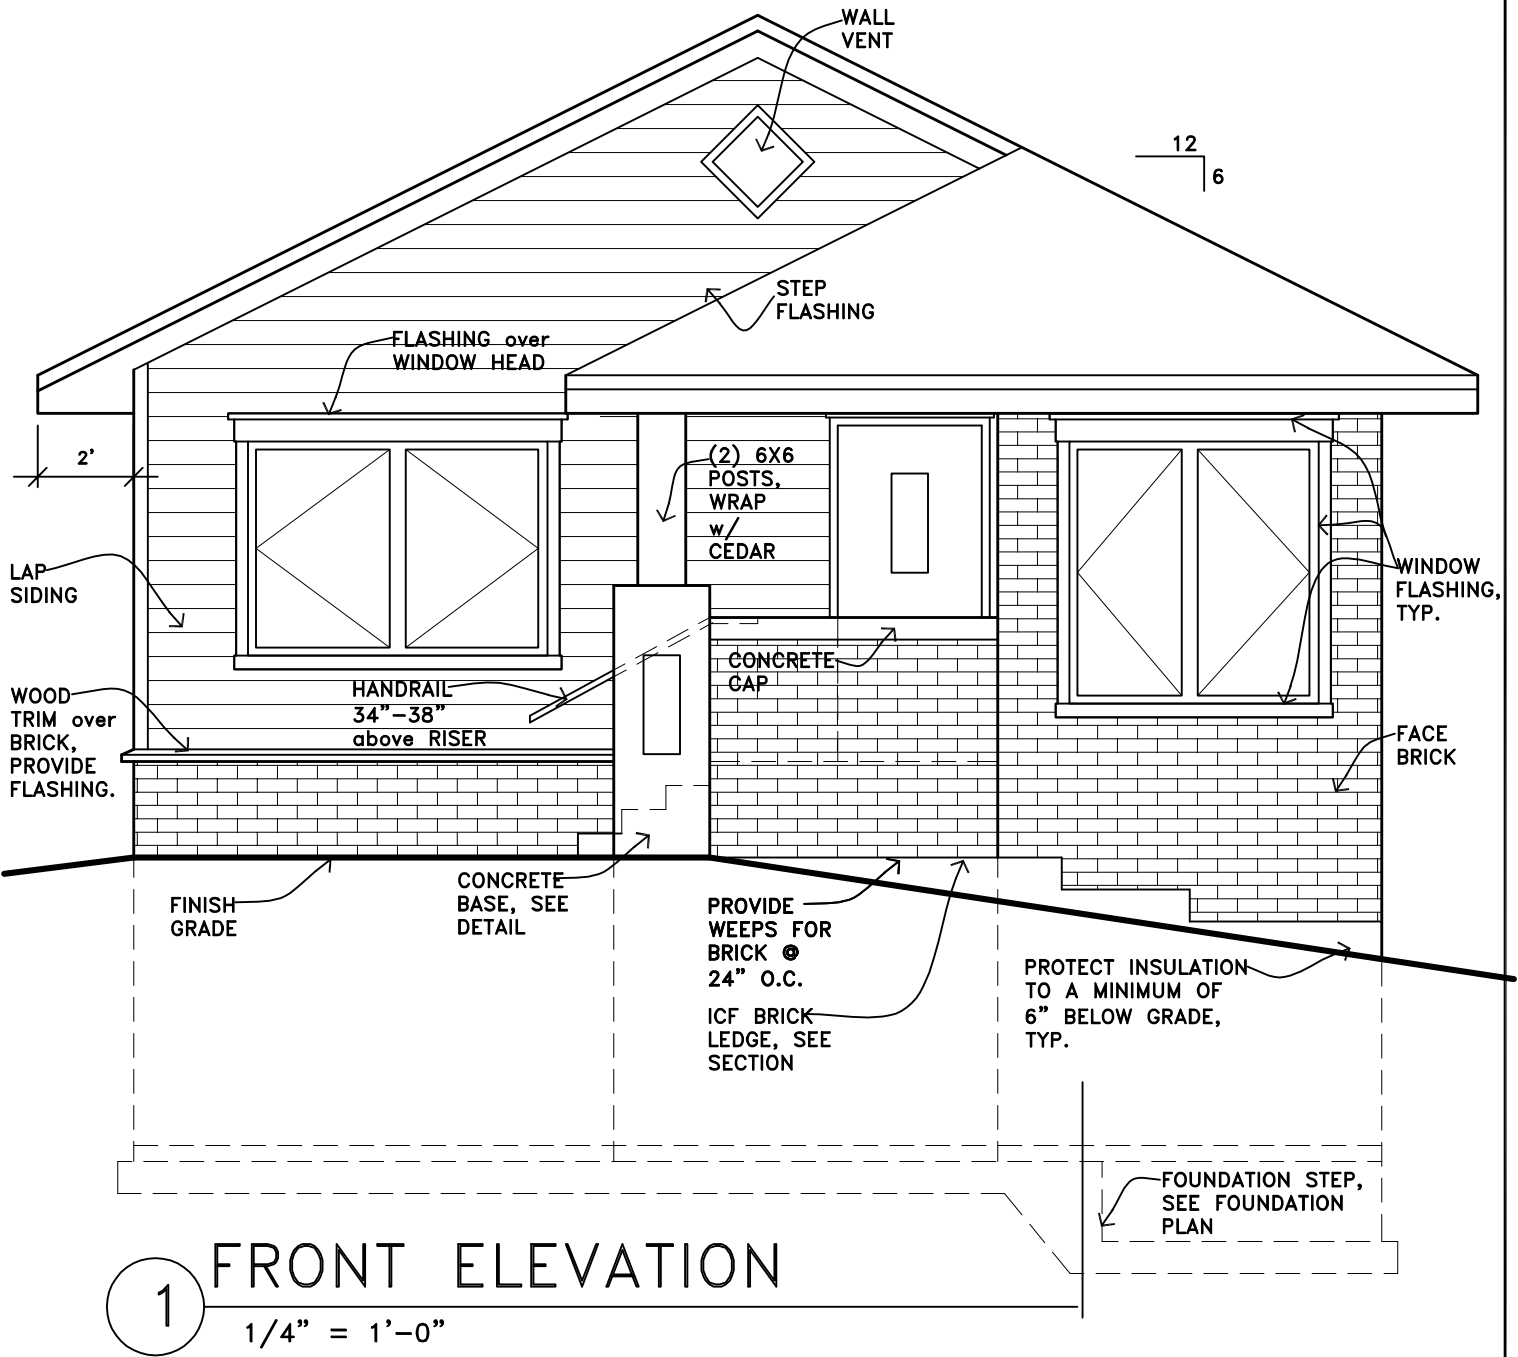 WALL
VENT
12
6
STEP
FLASHING
FLASHING over
WINDOW HEAD
2'
(2) 6X6
POSTS,
WRAP
w/
CEDAR
LAP
SIDING
WINDOW
FLASHING,
TYP.
CONCRETE
CAP
HANDRAIL
34"-38"
above RISER
WOOD
TRIM over
BRICK,
PROVIDE
FLASHING.
FACE
BRICK
FINISH
GRADE
CONCRETE
BASE, SEE
DETAIL
PROVIDE
WEEPS FOR
BRICK @
24" O.C.
ICF BRICK
LEDGE, SEE
SECTION
PROTECT INSULATION
TO A MINIMUM OF
6" BELOW GRADE,
TYP.
FOUNDATION STEP,
SEE FOUNDATION
PLAN
1
FRONT ELEVATION
1/4" = 1'-0"